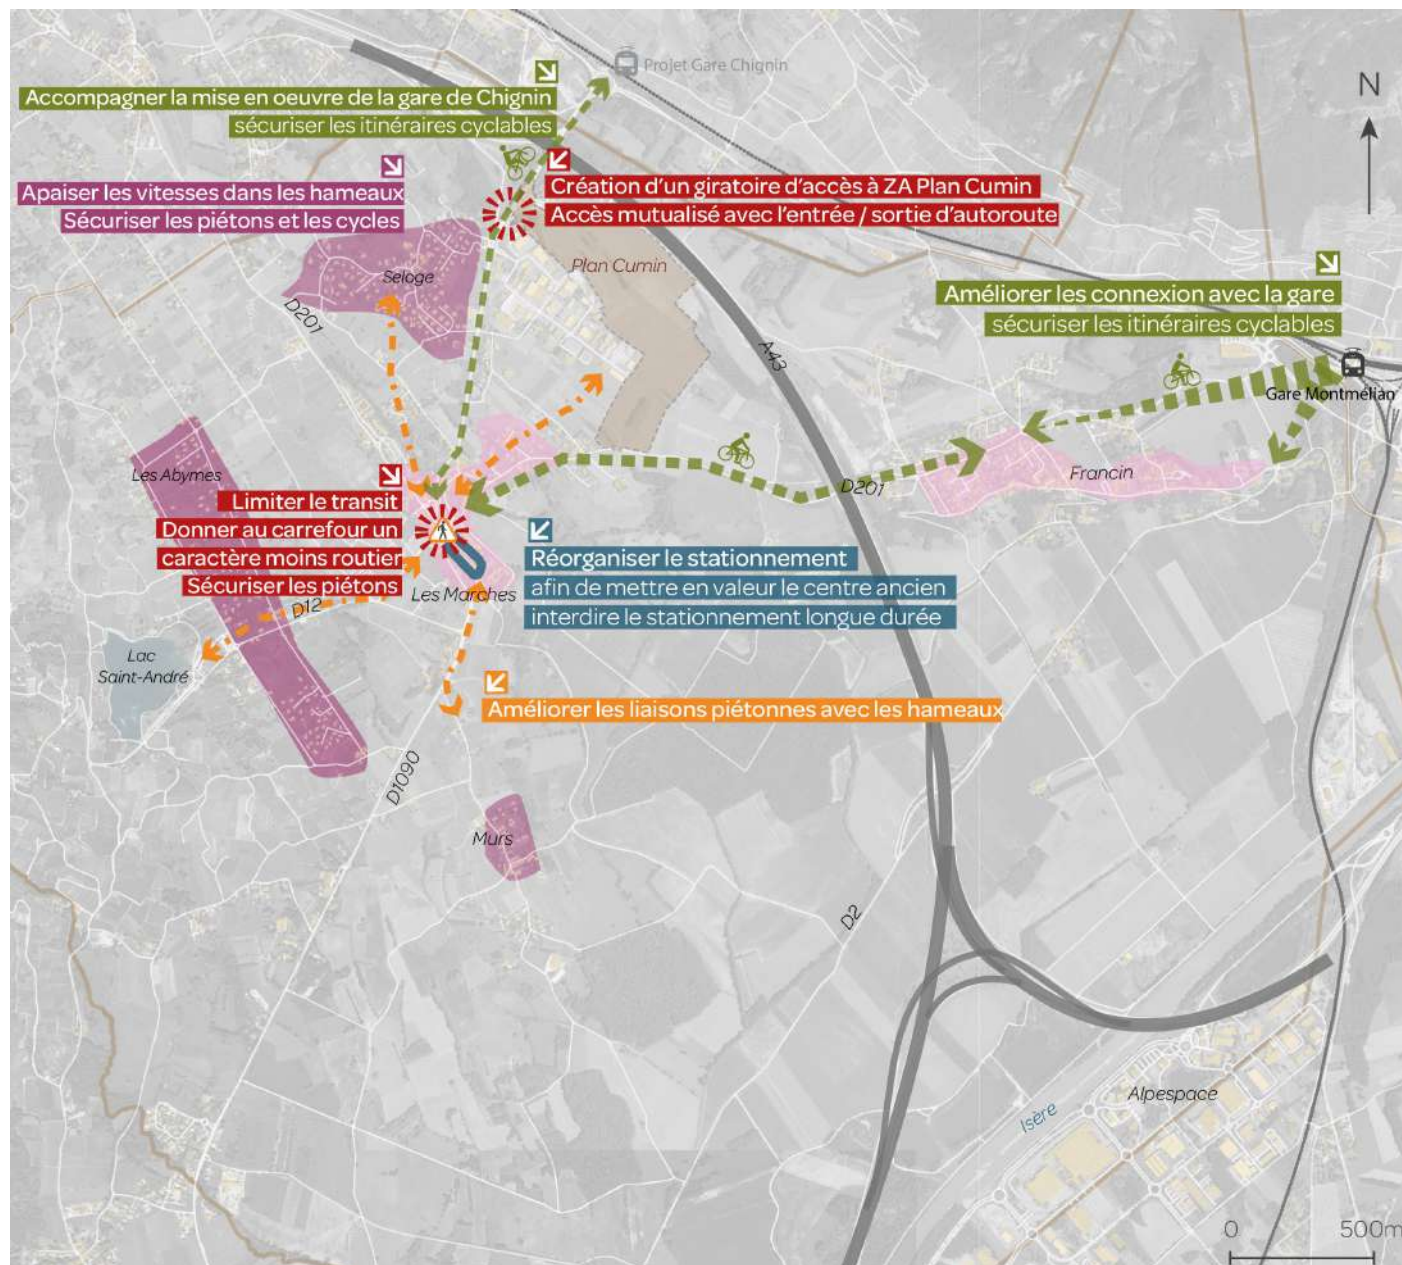 Projet Gare Chignin
N
Accompagner la mise en oeuvre de la gare de Chignin
sécuriser les itinéraires cyclables
Apaiser les vitesses dans les hameaux
Sécuriser les piétons et les cycles
Création d'un giratoire d'accès à ZA Plan Cumin
Accès mutualisé avec l'entrée / sortie d'autoroute
Plan Cumin
Seloge
D201
Améliorer les connexion avec la gare
sécuriser les itinéraires cyclables
A43
Gare Montmélian
Les Abymes
Francin
D201
Limiter le transit
Donner au carrefour un
caractère moins routier
Sécuriser les piétons
Réorganiser le stationnement
afin de mettre en valeur le centre ancien
interdire le stationnement longue durée
Les Marches
D12
Lac
Saint-André
Améliorer les liaisons piétonnes avec les hameaux
D1090
Murs
D2
Alpespace
Isère
0 500m